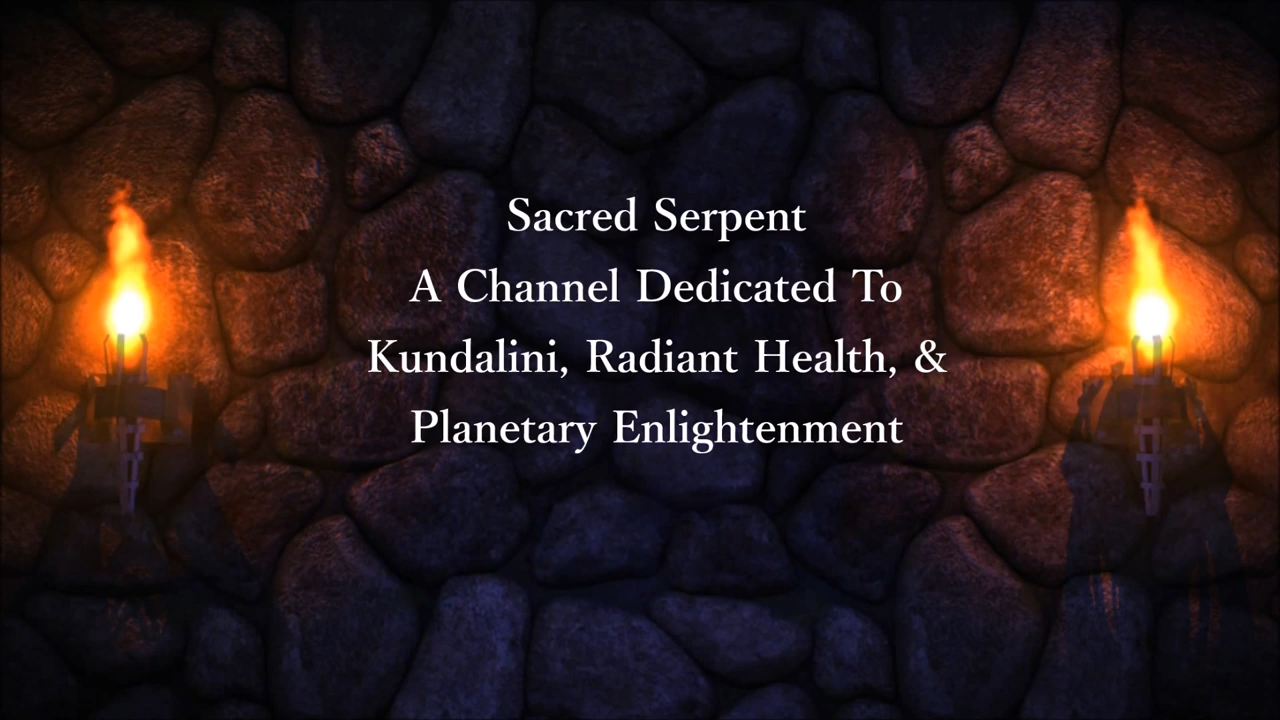 Sacred Serpent
A Channel Dedicated To
Kundalini, Radiant Health, &
Planetary Enlightenment